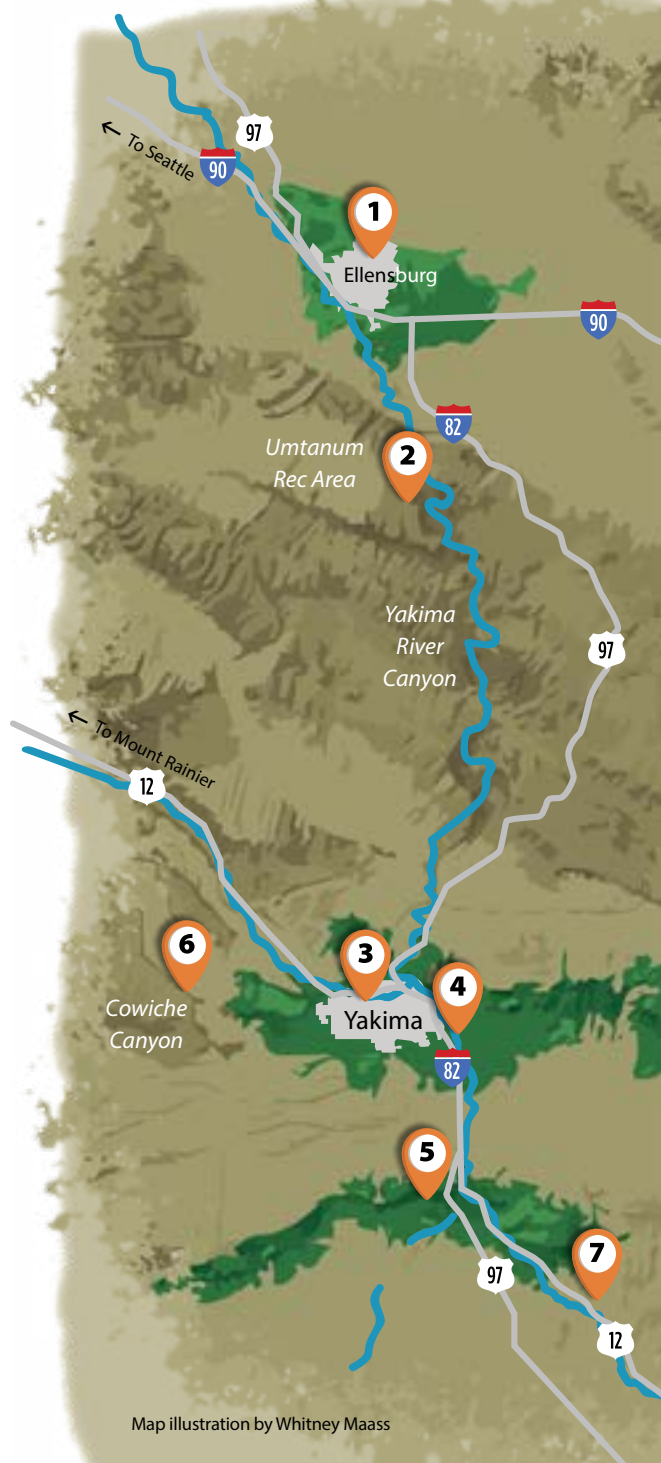 97
← To Seattle
90
1
Ellensburg
90
82
2
Umtanum
Rec Area
Yakima
River
Canyon
97
← To Mount Rainier
12
6
3
4
Cowiche
Canyon
Yakima
82
5
7
97
12
Map illustration by Whitney Maass